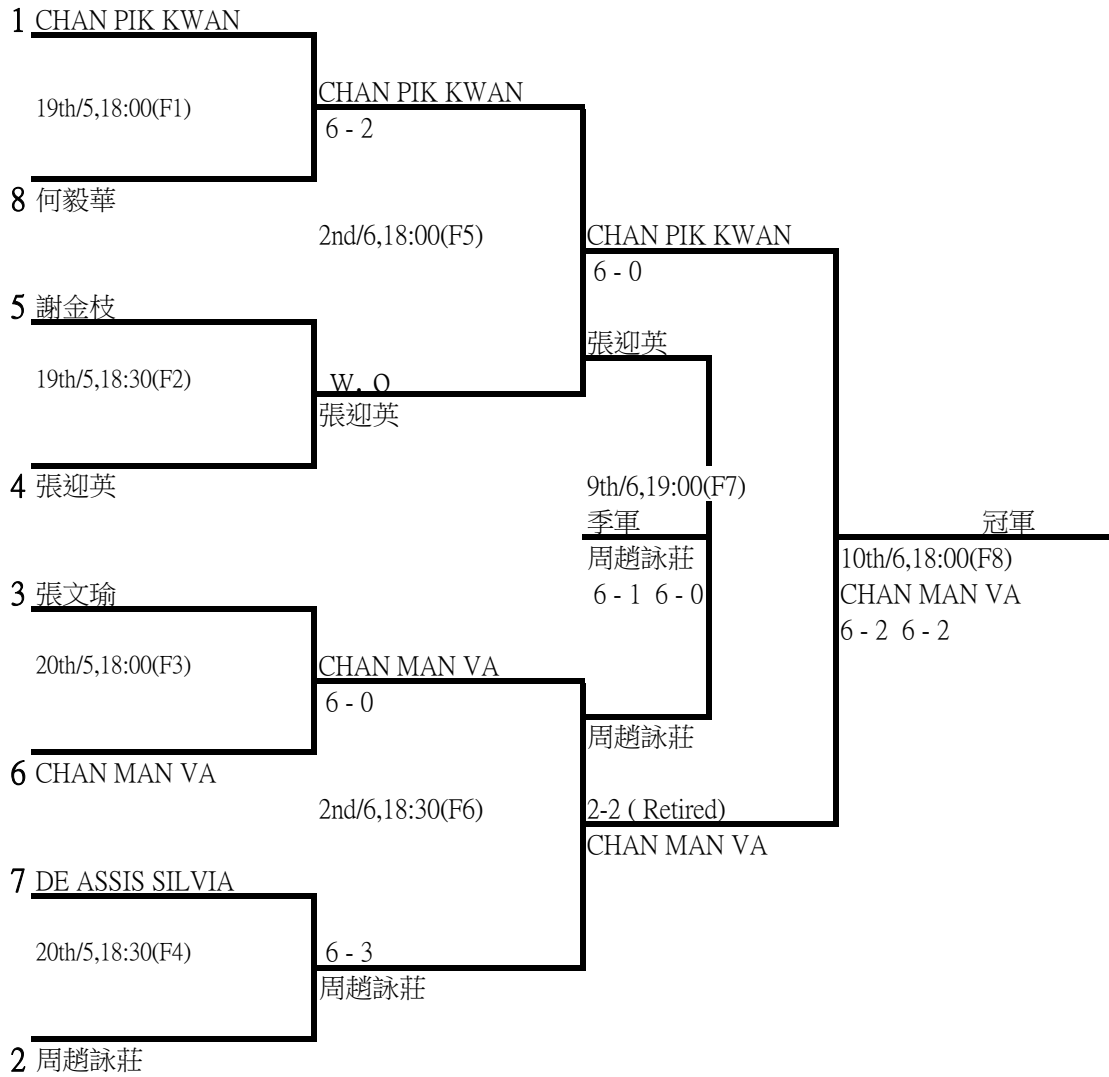 1 CHAN PIK KWAN
CHAN PIK KWAN
19th/5,18:00(F1)
6 - 2
8 何毅華
2nd/6,18:00(F5)
CHAN PIK KWAN
6 - 0
5 謝金枝
張迎英
19th/5,18:30(F2)
W. O
張迎英
4 張迎英
9th/6,19:00(F7)
季軍
冠軍
周趙詠莊
10th/6,18:00(F8)
3 張文瑜
6 - 1 6 - 0
CHAN MAN VA
6 - 2 6 - 2
20th/5,18:00(F3)
CHAN MAN VA
6 - 0
周趙詠莊
6 CHAN MAN VA
2nd/6,18:30(F6)
2-2 ( Retired)
CHAN MAN VA
7 DE ASSIS SILVIA
20th/5,18:30(F4)
6 - 3
周趙詠莊
2 周趙詠莊